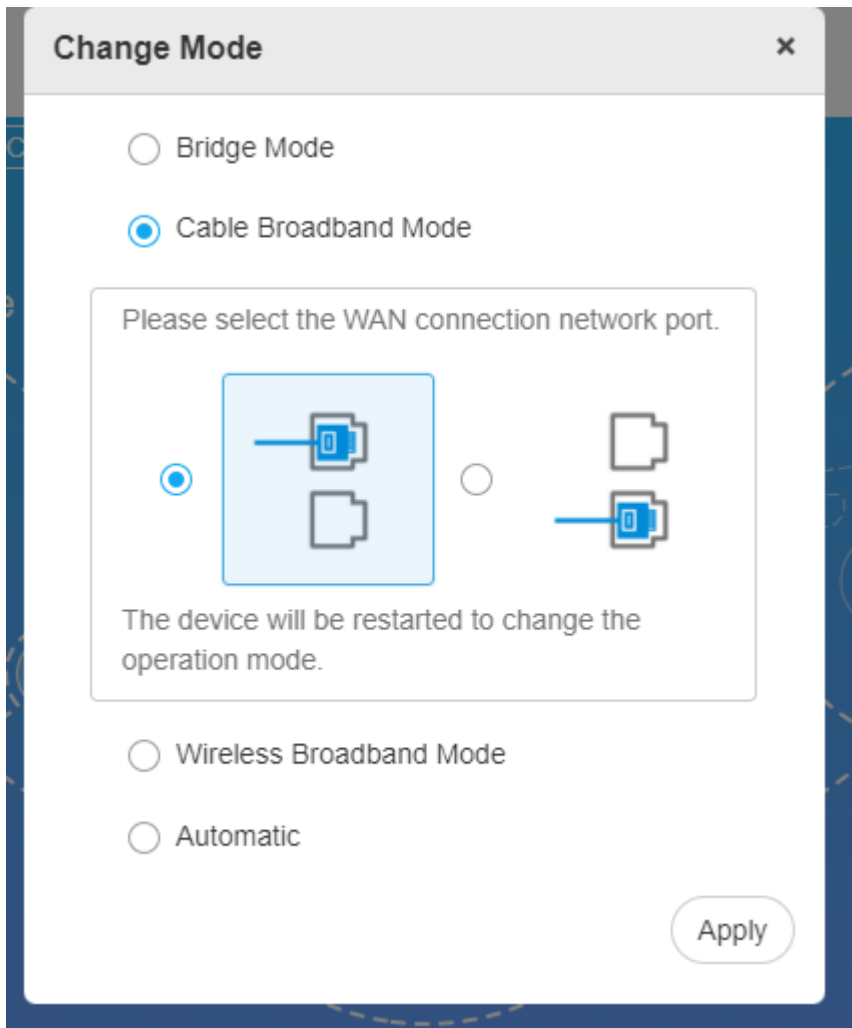 Change Mode ×
Bridge Mode
Cable Broadband Mode
Please select the WAN connection network port.
The device will be restarted to change the
operation mode.
Wireless Broadband Mode
Automatic
Apply